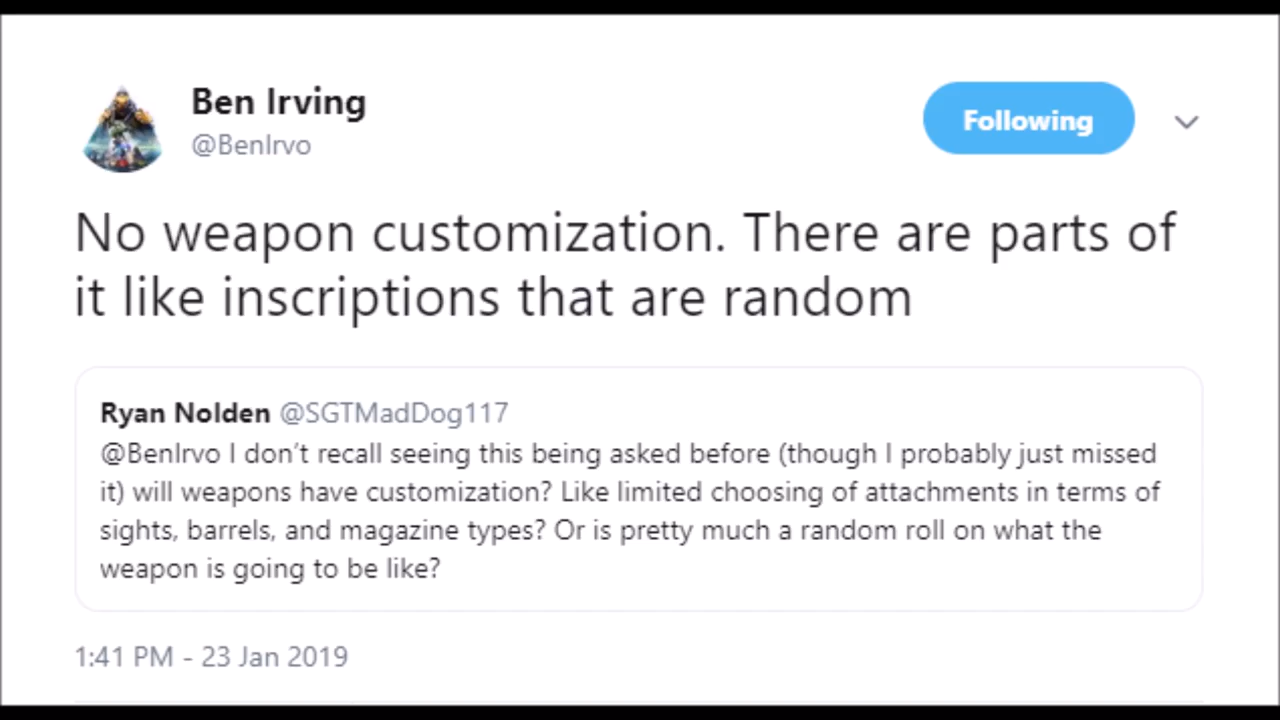 Ben Irving
@BenIrvo
Following
No weapon customization. There are parts of
it like inscriptions that are random
Ryan Nolden @SGTMadDog117
@BenIrvo I don’t recall seeing this being asked before (though I probably just missed
it) will weapons have customization? Like limited choosing of attachments in terms of
sights, barrels, and magazine types? Or is pretty much a random roll on what the
weapon is going to be like?
1:41 PM - 23 Jan 2019